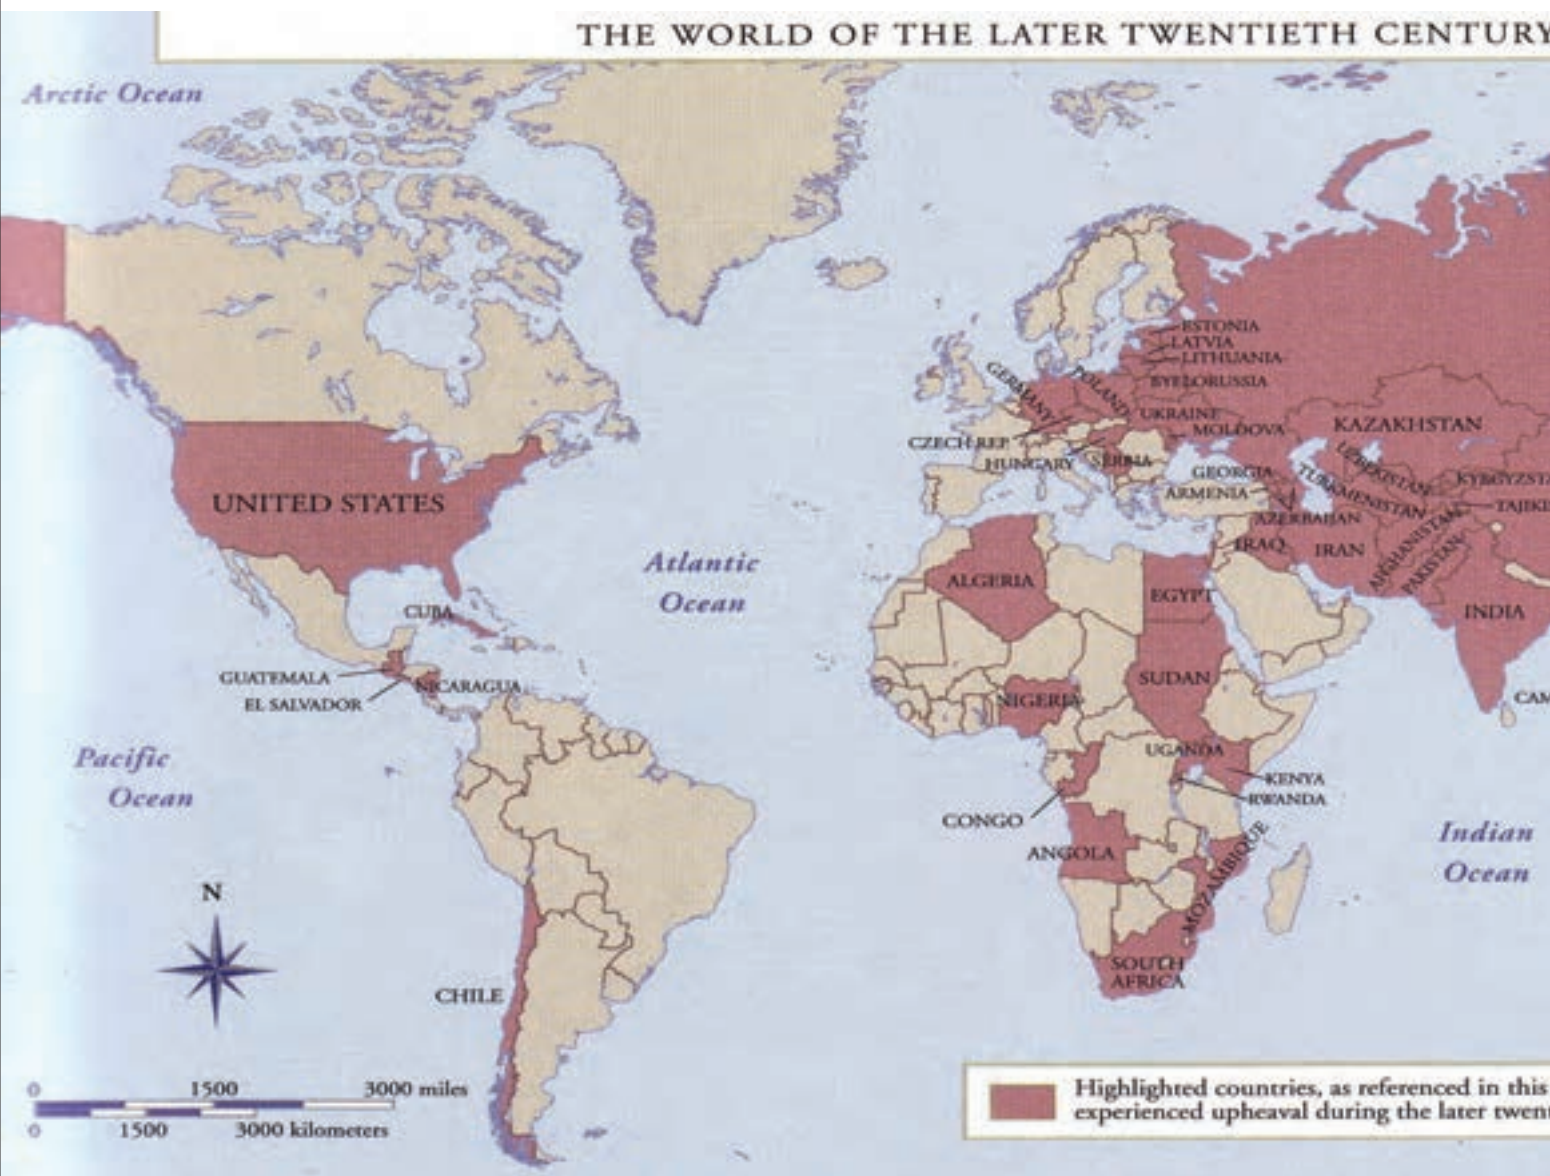 THE WORLD OF THE LATER TWENTIETH CENTURY
Arctic Ocean
ESTONIA
LATVIA
LITHUANIA
BYELORUSSIA
GERMANY
POLAND
UKRAINE
MOLDOVA
KAZAKHSTAN
CZECH REP.
HUNGARY
SERBIA
GEORGIA
UZBEKISTAN
KYRGYZSTA
TURKMENISTAN
ARMENIA
TAJIKI
AZERBAIJAN
UNITED STATES
IRAQ
IRAN
AFGHANISTAN
PAKISTAN
Atlantic
Ocean
ALGERIA
EGYPT
INDIA
CUBA
GUATEMALA
NICARAGUA
EL SALVADOR
SUDAN
NIGERIA
CAM
Pacific
Ocean
UGANDA
KENYA
RWANDA
CONGO
ANGOLA
MOZAMBIQUE
Indian
Ocean
N
SOUTH
AFRICA
CHILE
0 1500 3000 miles
0 1500 3000 kilometers
Highlighted countries, as referenced in this
experienced upheaval during the later twent